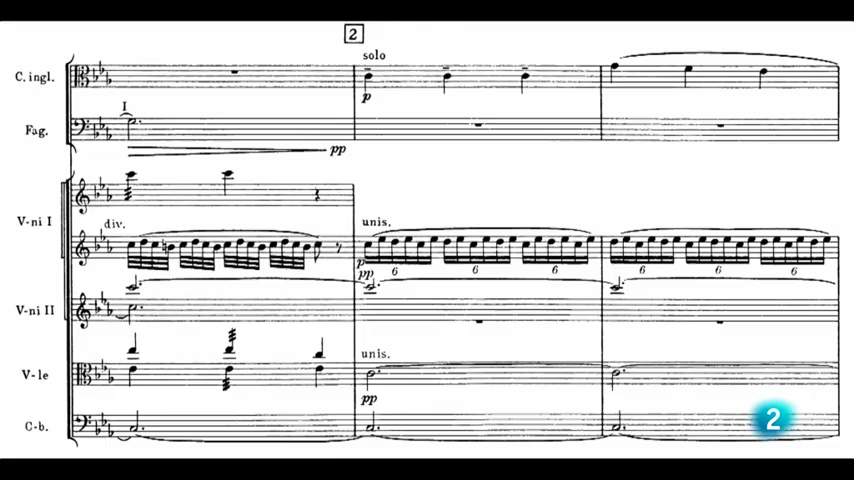 2
solo
C. ingl.
p
I
Fag.
pp
V-ni I
div.
unis.
p
pp
6 6 6 6 6 6
V-ni II
unis.
V-le
pp
C-b.
2